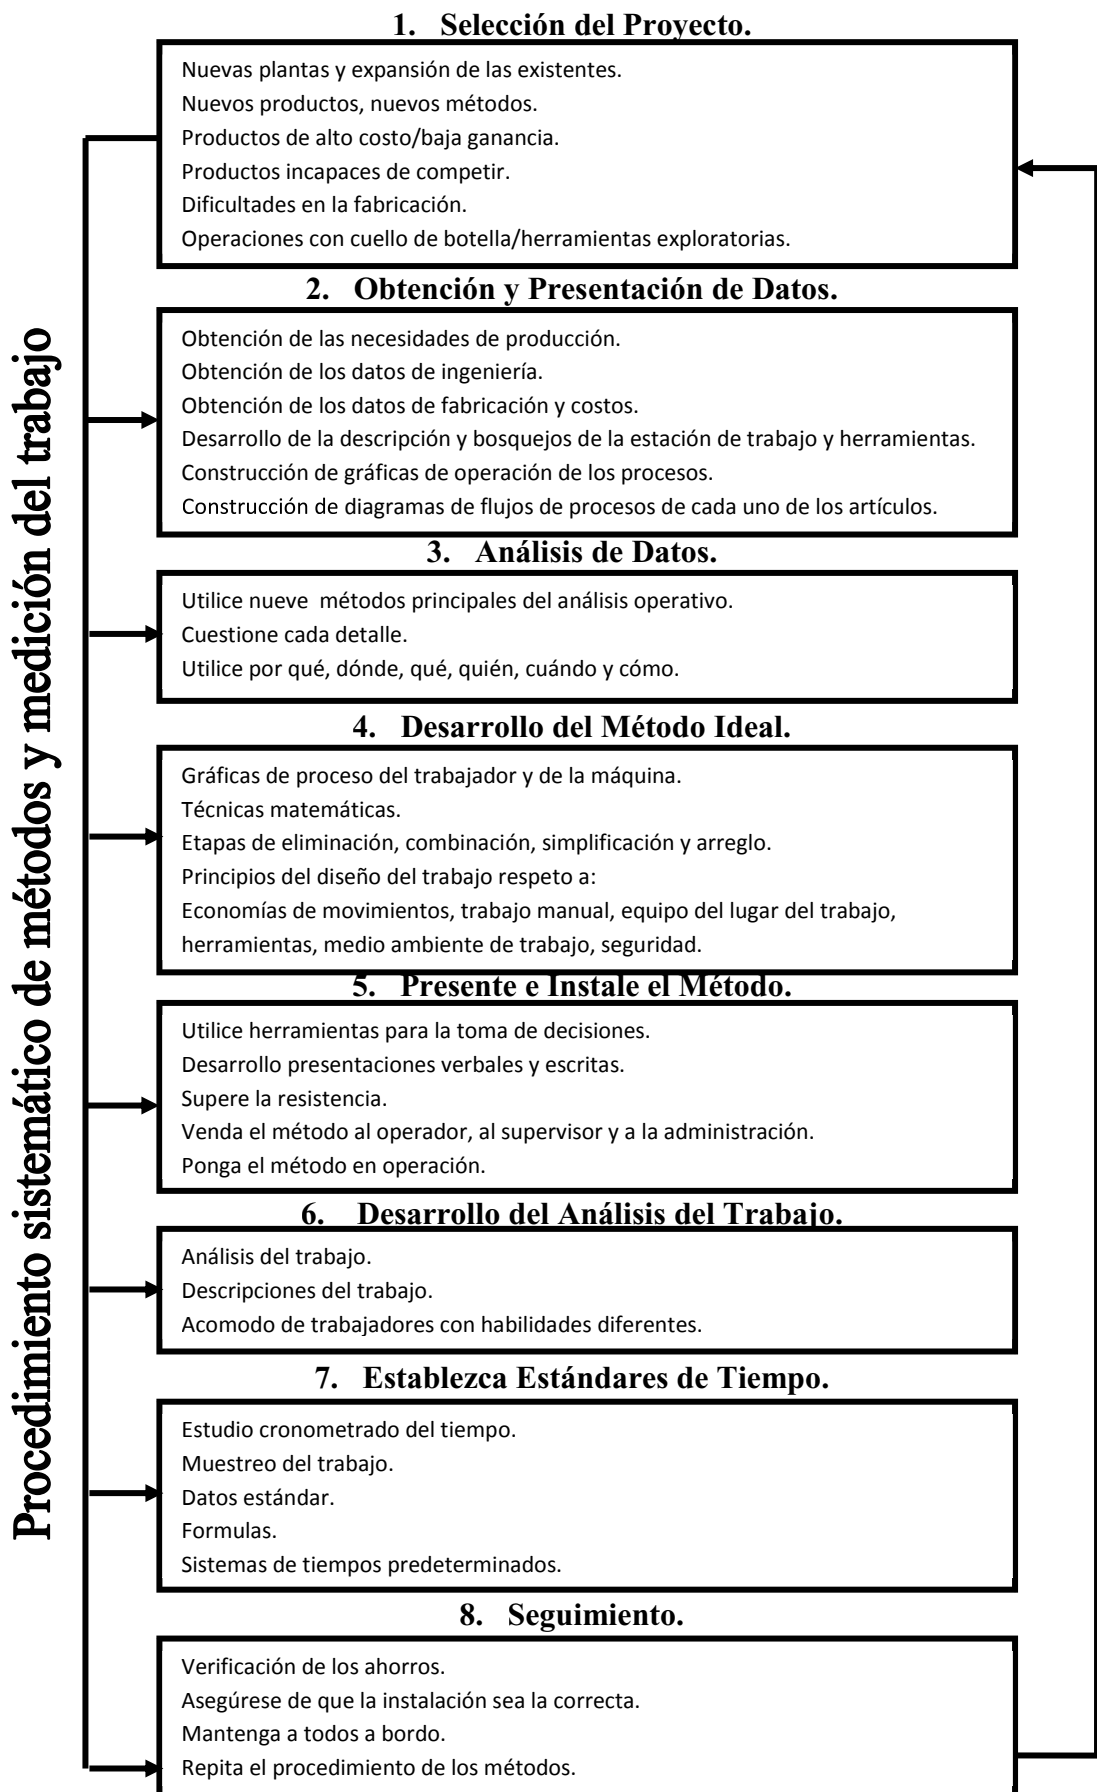 Procedimiento sistemático de métodos y medición del trabajo
1. Selección del Proyecto.
Nuevas plantas y expansión de las existentes.
Nuevos productos, nuevos métodos.
Productos de alto costo/baja ganancia.
Productos incapaces de competir.
Dificultades en la fabricación.
Operaciones con cuello de botella/herramientas exploratorias.
2. Obtención y Presentación de Datos.
Obtención de las necesidades de producción.
Obtención de los datos de ingeniería.
Obtención de los datos de fabricación y costos.
Desarrollo de la descripción y bosquejos de la estación de trabajo y herramientas.
Construcción de gráficas de operación de los procesos.
Construcción de diagramas de flujos de procesos de cada uno de los artículos.
3. Análisis de Datos.
Utilice nueve métodos principales del análisis operativo.
Cuestione cada detalle.
Utilice por qué, dónde, qué, quién, cuándo y cómo.
4. Desarrollo del Método Ideal.
Gráficas de proceso del trabajador y de la máquina.
Técnicas matemáticas.
Etapas de eliminación, combinación, simplificación y arreglo.
Principios del diseño del trabajo respeto a:
Economías de movimientos, trabajo manual, equipo del lugar del trabajo,
herramientas, medio ambiente de trabajo, seguridad.
5. Presente e Instale el Método.
Utilice herramientas para la toma de decisiones.
Desarrollo presentaciones verbales y escritas.
Supere la resistencia.
Venda el método al operador, al supervisor y a la administración.
Ponga el método en operación.
6. Desarrollo del Análisis del Trabajo.
Análisis del trabajo.
Descripciones del trabajo.
Acomodo de trabajadores con habilidades diferentes.
7. Establezca Estándares de Tiempo.
Estudio cronometrado del tiempo.
Muestreo del trabajo.
Datos estándar.
Formulas.
Sistemas de tiempos predeterminados.
8. Seguimiento.
Verificación de los ahorros.
Asegúrese de que la instalación sea la correcta.
Mantenga a todos a bordo.
Repita el procedimiento de los métodos.